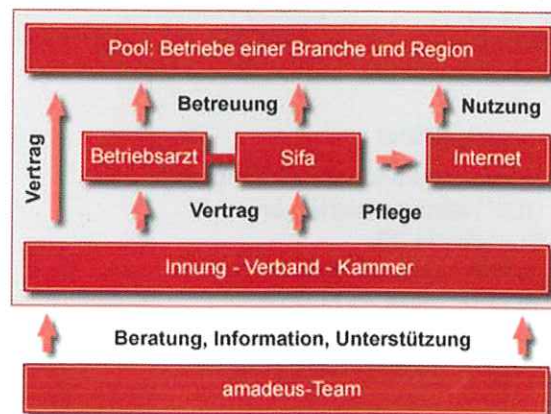 Pool: Betriebe einer Branche und Region
Betreuung
Nutzung
Vertrag
Betriebsarzt
Sifa
Internet
Vertrag
Pflege
Innung - Verband - Kammer
Beratung, Information, Unterstützung
amadeus-Team